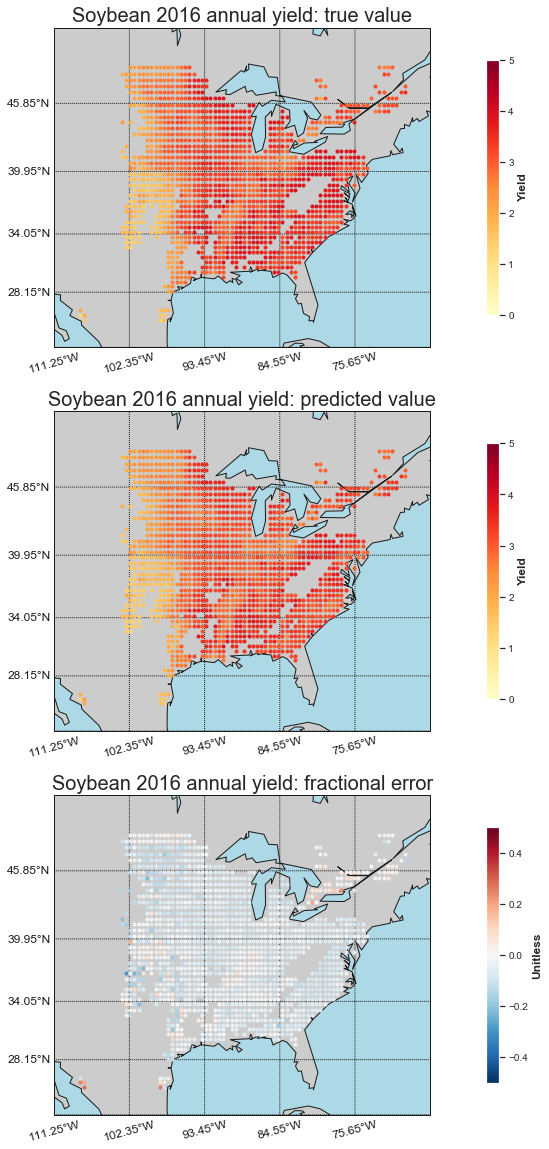 Soybean 2016 annual yield: true value
45.85°N
39.95°N
34.05°N
28.15°N
111.25°W 102.35°W 93.45°W 84.55°W 75.65°W
5
4
3
2
1
0
Yield
Soybean 2016 annual yield: predicted value
45.85°N
39.95°N
34.05°N
28.15°N
111.25°W 102.35°W 93.45°W 84.55°W 75.65°W
5
4
3
2
1
0
Yield
Soybean 2016 annual yield: fractional error
45.85°N
39.95°N
34.05°N
28.15°N
111.25°W 102.35°W 93.45°W 84.55°W 75.65°W
0.4
0.2
0.0
−0.2
−0.4
Unitless